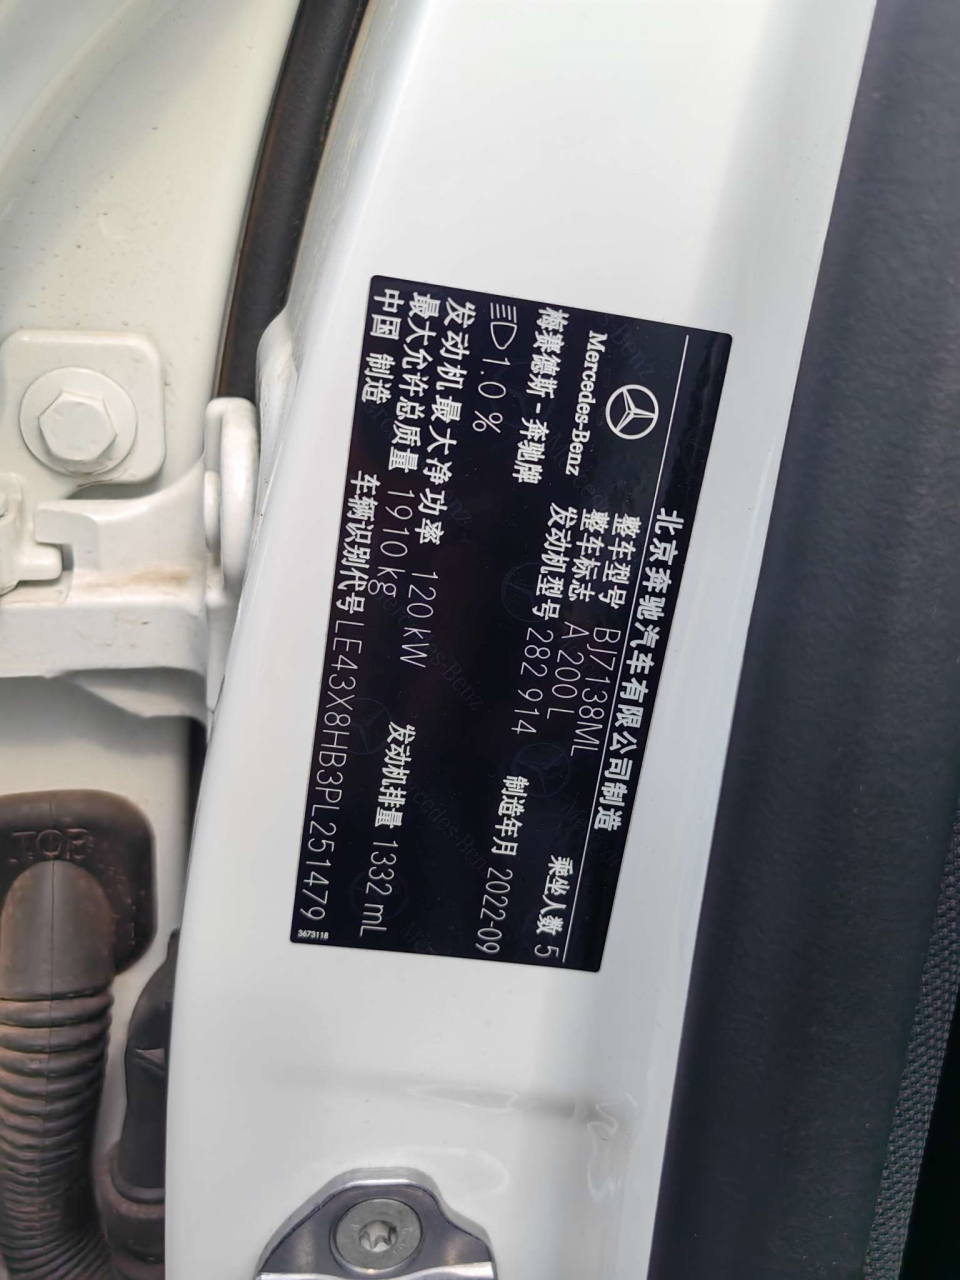 北京奔驰汽车有限公司制造
Mercedes-Benz
梅赛德斯-奔驰牌
整车型号 BJ7138ML
整车标志 A 200 L
乘坐人数 5
发动机型号 282 914
制造年月 2022-09
1.0 %
发动机最大净功率 120 kW
发动机排量 1332 mL
最大允许总质量 1910 kg
中国 制造
车辆识别代号 LE43X8HB3PL251479
3673118
TOP